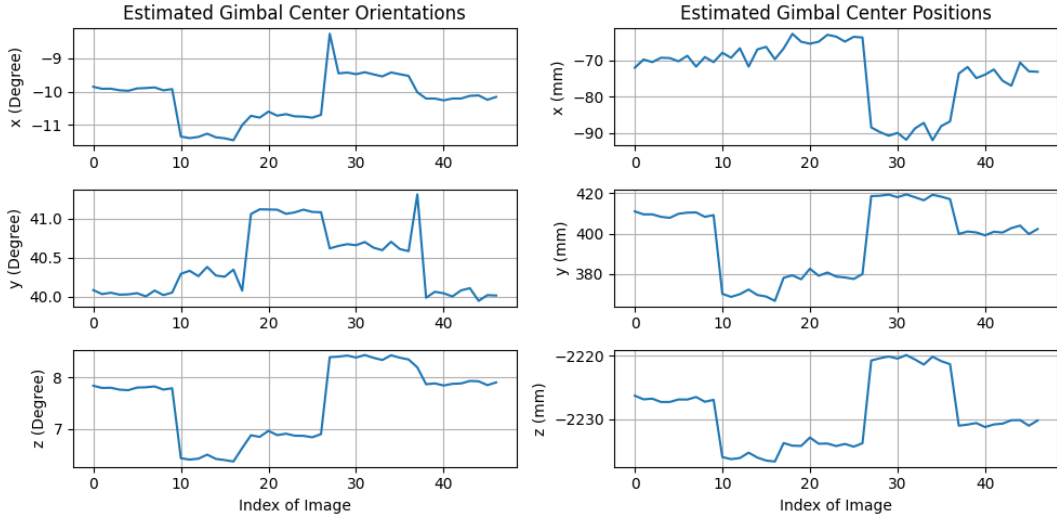 Estimated Gimbal Center Orientations
x (Degree)
−9
−10
−11
0 10 20 30 40
y (Degree)
41.0
40.5
40.0
0 10 20 30 40
z (Degree)
8
7
0 10 20 30 40
Index of Image
Estimated Gimbal Center Positions
x (mm)
−70
−80
−90
0 10 20 30 40
y (mm)
420
400
380
0 10 20 30 40
z (mm)
−2220
−2230
0 10 20 30 40
Index of Image